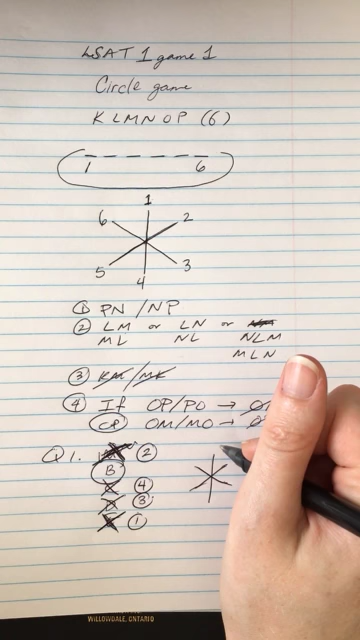 LSAT 1 game 1
Circle game
K L M N O P (6)
1 6
1
6 2
5 3
4
① PN / NP
② LM or LN or
ML NL NLM
MLN
③ KM / MK
④ If OP/PO →
CP OM/MO →
Q1. ②
B
④
D ③
E ①
WILLOWDALE, ONTARIO